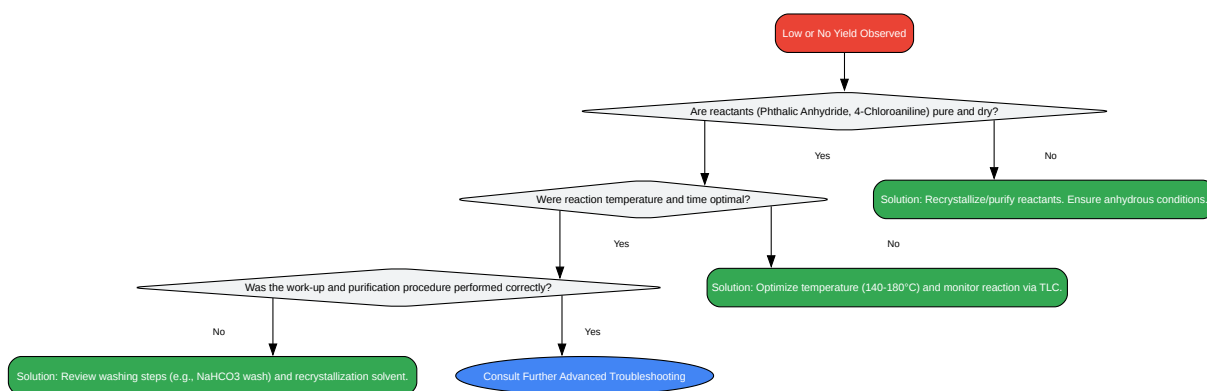 Low or No Yield Observed
Are reactants (Phthalic Anhydride, 4-Chloroaniline) pure and dry?
Yes
No
Solution: Recrystallize/purify reactants. Ensure anhydrous conditions.
Were reaction temperature and time optimal?
Yes
No
Solution: Optimize temperature (140-180°C) and monitor reaction via TLC.
Was the work-up and purification procedure performed correctly?
No
Yes
Solution: Review washing steps (e.g., NaHCO3 wash) and recrystallization solvent.
Consult Further Advanced Troubleshooting